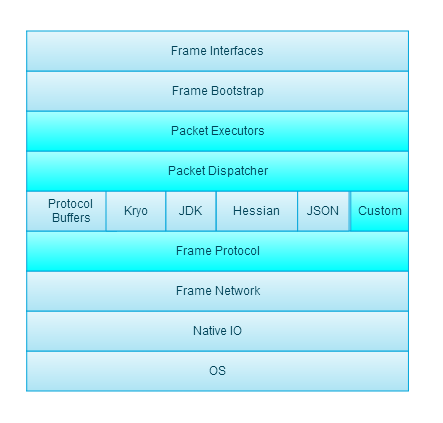 Frame Interfaces
Frame Bootstrap
Packet Executors
Packet Dispatcher
Protocol
Buffers
Kryo
JDK
Hessian
JSON
Custom
Frame Protocol
Frame Network
Native IO
OS